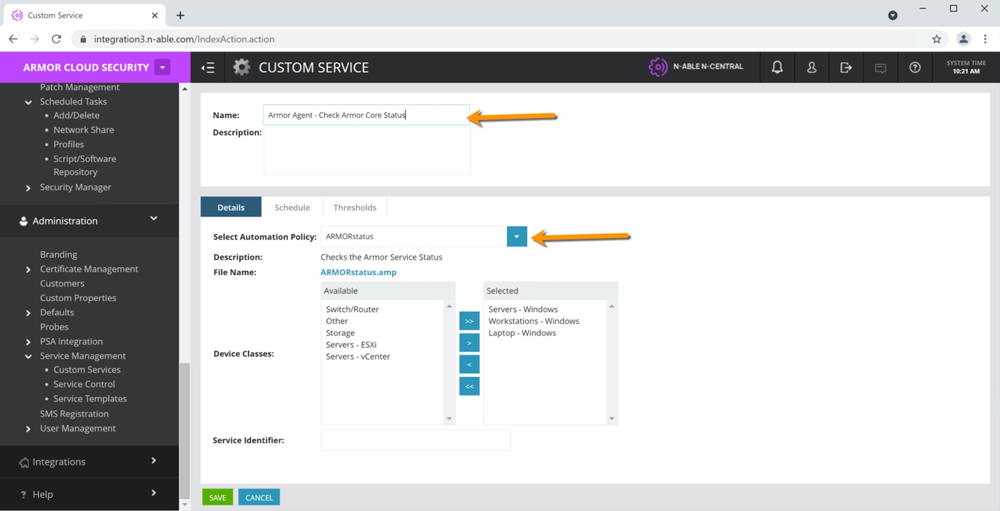 Custom Service
integration3.n-able.com/IndexAction.action
ARMOR CLOUD SECURITY
CUSTOM SERVICE
N-ABLE N-CENTRAL
SYSTEM TIME
10:21 AM
Patch Management
Scheduled Tasks
Add/Delete
Network Share
Profiles
Script/Software
Repository
Security Manager
Administration
Branding
Certificate Management
Customers
Custom Properties
Defaults
Probes
PSA Integration
Service Management
Custom Services
Service Control
Service Templates
SMS Registration
User Management
Integrations
? Help
Name: Armor Agent - Check Armor Core Status
Description:
Details Schedule Thresholds
Select Automation Policy: ARMORstatus
Description: Checks the Armor Service Status
File Name: ARMORstatus.amp
Available
Switch/Router
Other
Storage
Servers - ESXi
Servers - vCenter
>>
>
<
<<
Selected
Servers - Windows
Workstations - Windows
Laptop - Windows
Device Classes:
Service Identifier:
SAVE CANCEL